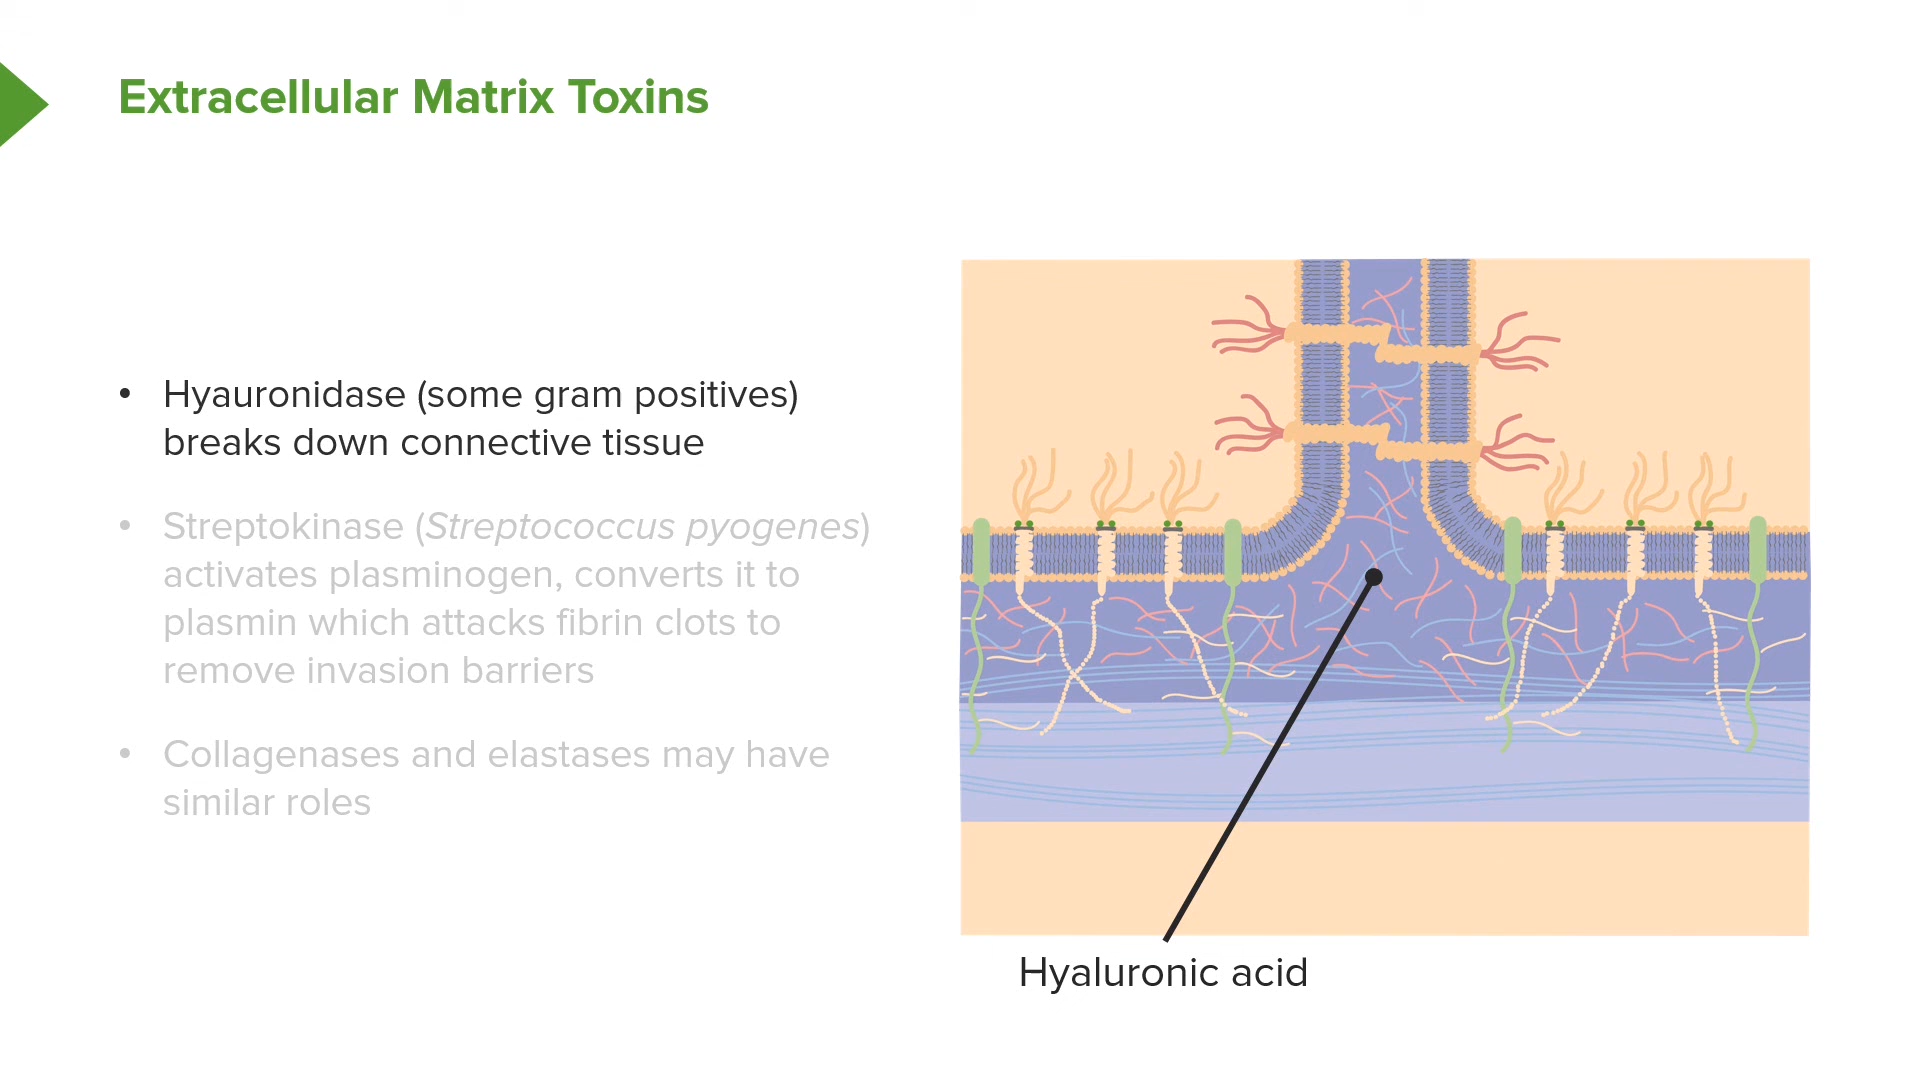 Extracellular Matrix Toxins
• Hyauronidase (some gram positives)
breaks down connective tissue
• Streptokinase (Streptococcus pyogenes)
activates plasminogen, converts it to
plasmin which attacks fibrin clots to
remove invasion barriers
• Collagenases and elastases may have
similar roles
Hyaluronic acid